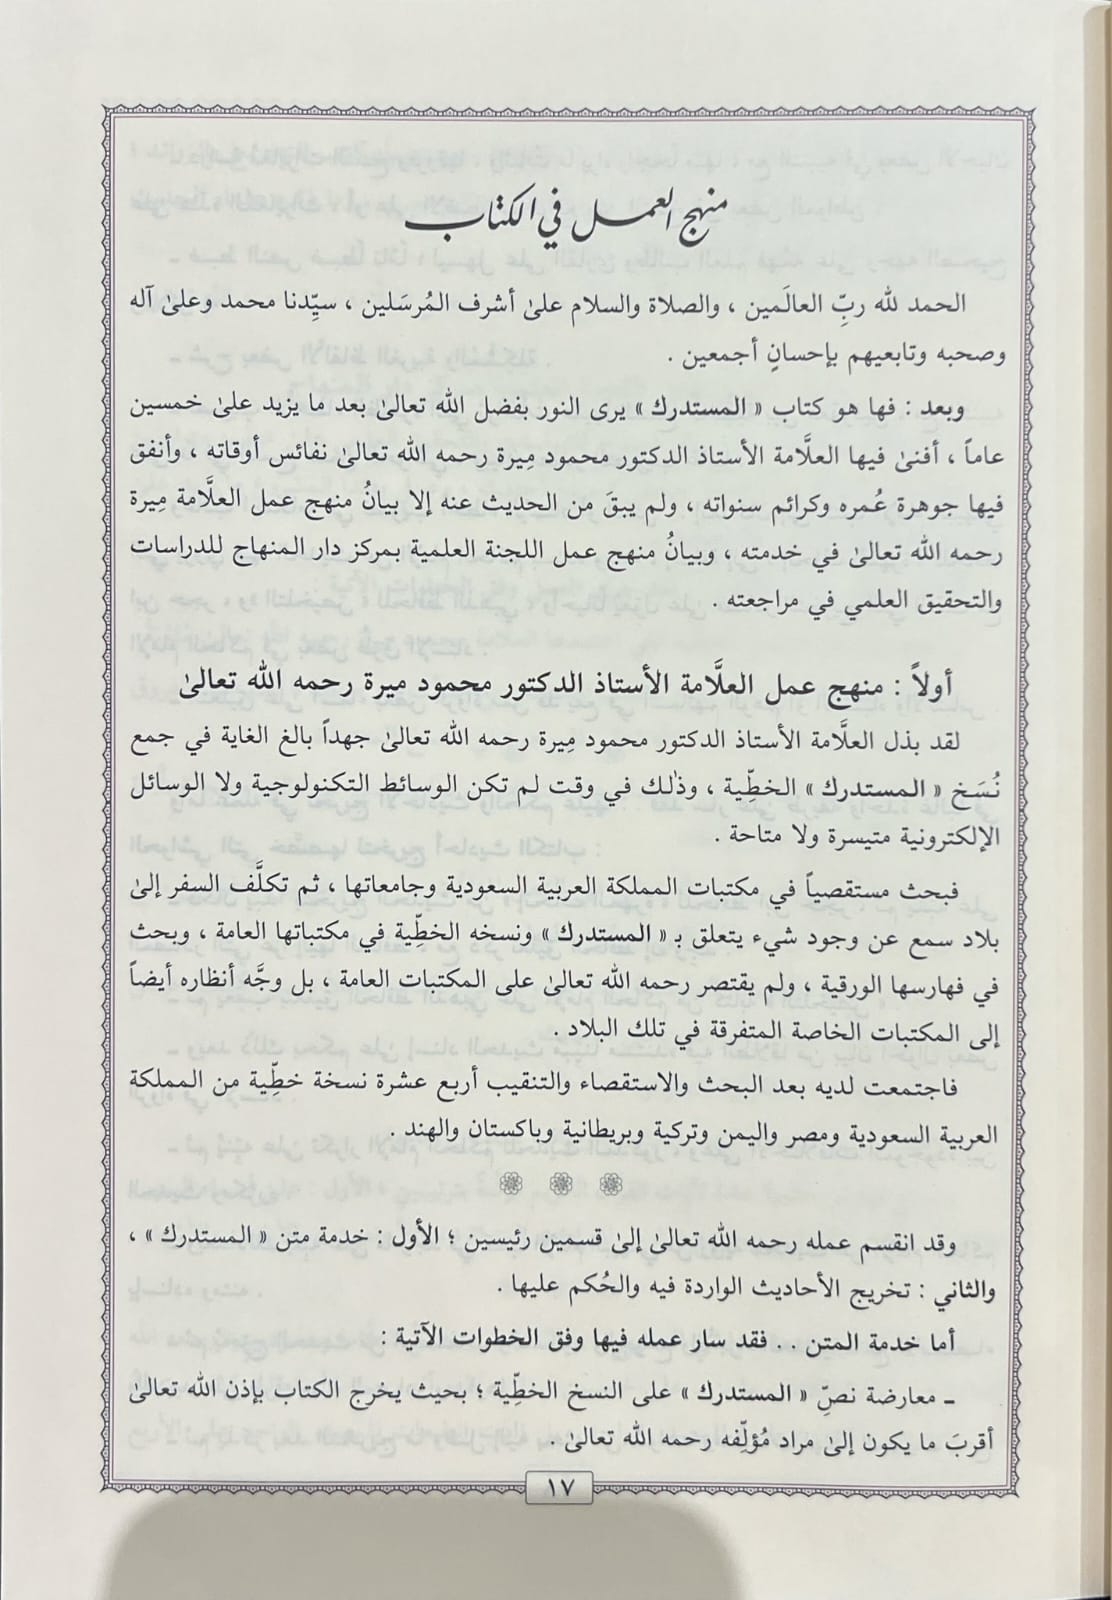 منهج العمل في الكتاب
الحمد لله ربِّ العالَمين ، والصلاة والسلام علىٰ أشرف المُرسَلين ، سيِّدنا محمد وعلىٰ آله
وصحبه وتابعيهم بإحسانٍ أجمعين .
وبعد : فها هو كتاب « المستدرك » يرى النور بفضل الله تعالىٰ بعد ما يزيد علىٰ خمسين
عاماً ، أفنىٰ فيها العلَّامة الأستاذ الدكتور محمود مِيرة رحمه الله تعالىٰ نفائس أوقاته ، وأنفق
فيها جوهرة عُمره وكرائم سنواته ، ولم يبقَ من الحديث عنه إلا بيانُ منهج عمل العلَّامة مِيرة
رحمه الله تعالىٰ في خدمته ، وبيانُ منهج عمل اللجنة العلمية بمركز دار المنهاج للدراسات
والتحقيق العلمي في مراجعته .
أولاً : منهج عمل العلَّامة الأستاذ الدكتور محمود ميرة رحمه الله تعالىٰ
لقد بذل العلَّامة الأستاذ الدكتور محمود مِيرة رحمه الله تعالىٰ جهداً بالغ الغاية في جمع
نُسَخ « المستدرك » الخطِّية ، وذٰلك في وقت لم تكن الوسائط التكنولوجية ولا الوسائل
الإلكترونية متيسرة ولا متاحة .
فبحث مستقصياً في مكتبات المملكة العربية السعودية وجامعاتها ، ثم تكلَّف السفر إلىٰ
بلاد سمع عن وجود شيء يتعلق بـ « المستدرك » ونسخه الخطِّية في مكتباتها العامة ، وبحث
في فهارسها الورقية ، ولم يقتصر رحمه الله تعالىٰ على المكتبات العامة ، بل وجَّه أنظاره أيضاً
إلى المكتبات الخاصة المتفرقة في تلك البلاد .
فاجتمعت لديه بعد البحث والاستقصاء والتنقيب أربع عشرة نسخة خطِّية من المملكة
العربية السعودية ومصر واليمن وتركية وبريطانية وباكستان والهند .
وقد انقسم عمله رحمه الله تعالىٰ إلىٰ قسمين رئيسين ؛ الأول : خدمة متن « المستدرك » ،
والثاني : تخريج الأحاديث الواردة فيه والحُكم عليها .
أما خدمة المتن . . فقد سار عمله فيها وفق الخطوات الآتية :
ـ معارضة نصِّ « المستدرك » على النسخ الخطِّية ؛ بحيث يخرج الكتاب بإذن الله تعالىٰ
أقربَ ما يكون إلىٰ مراد مُؤلِّفه رحمه الله تعالىٰ .
١٧